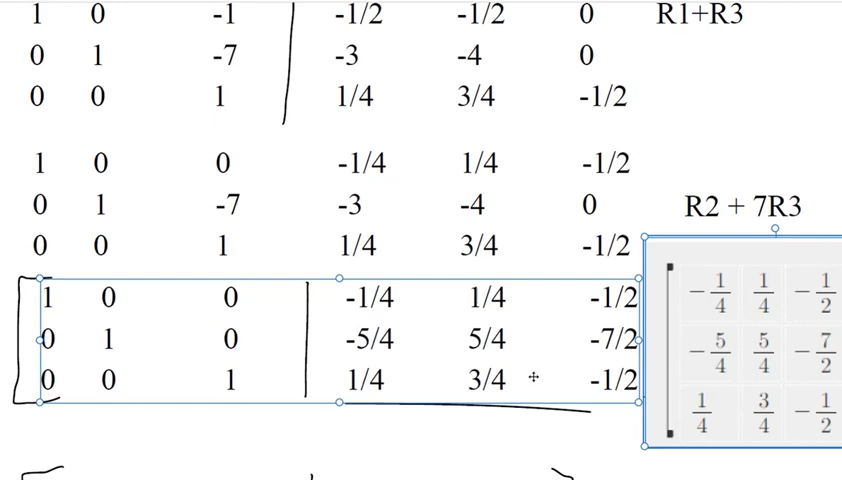 1 0 -1 -1/2 -1/2 0 R1+R3
0 1 -7 -3 -4 0
0 0 1 1/4 3/4 -1/2
1 0 0 -1/4 1/4 -1/2
0 1 -7 -3 -4 0 R2 + 7R3
0 0 1 1/4 3/4 -1/2
1 0 0 -1/4 1/4 -1/2
0 1 0 -5/4 5/4 -7/2
0 0 1 1/4 3/4 -1/2
-1/4 1/4 -1/2
-5/4 5/4 -7/2
1/4 3/4 -1/2